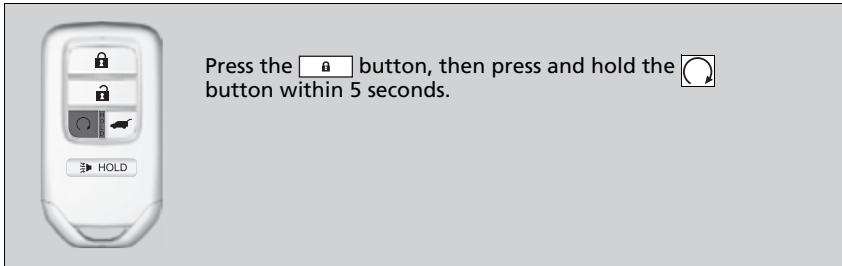 Press the button, then press and hold the
button within 5 seconds.
HOLD